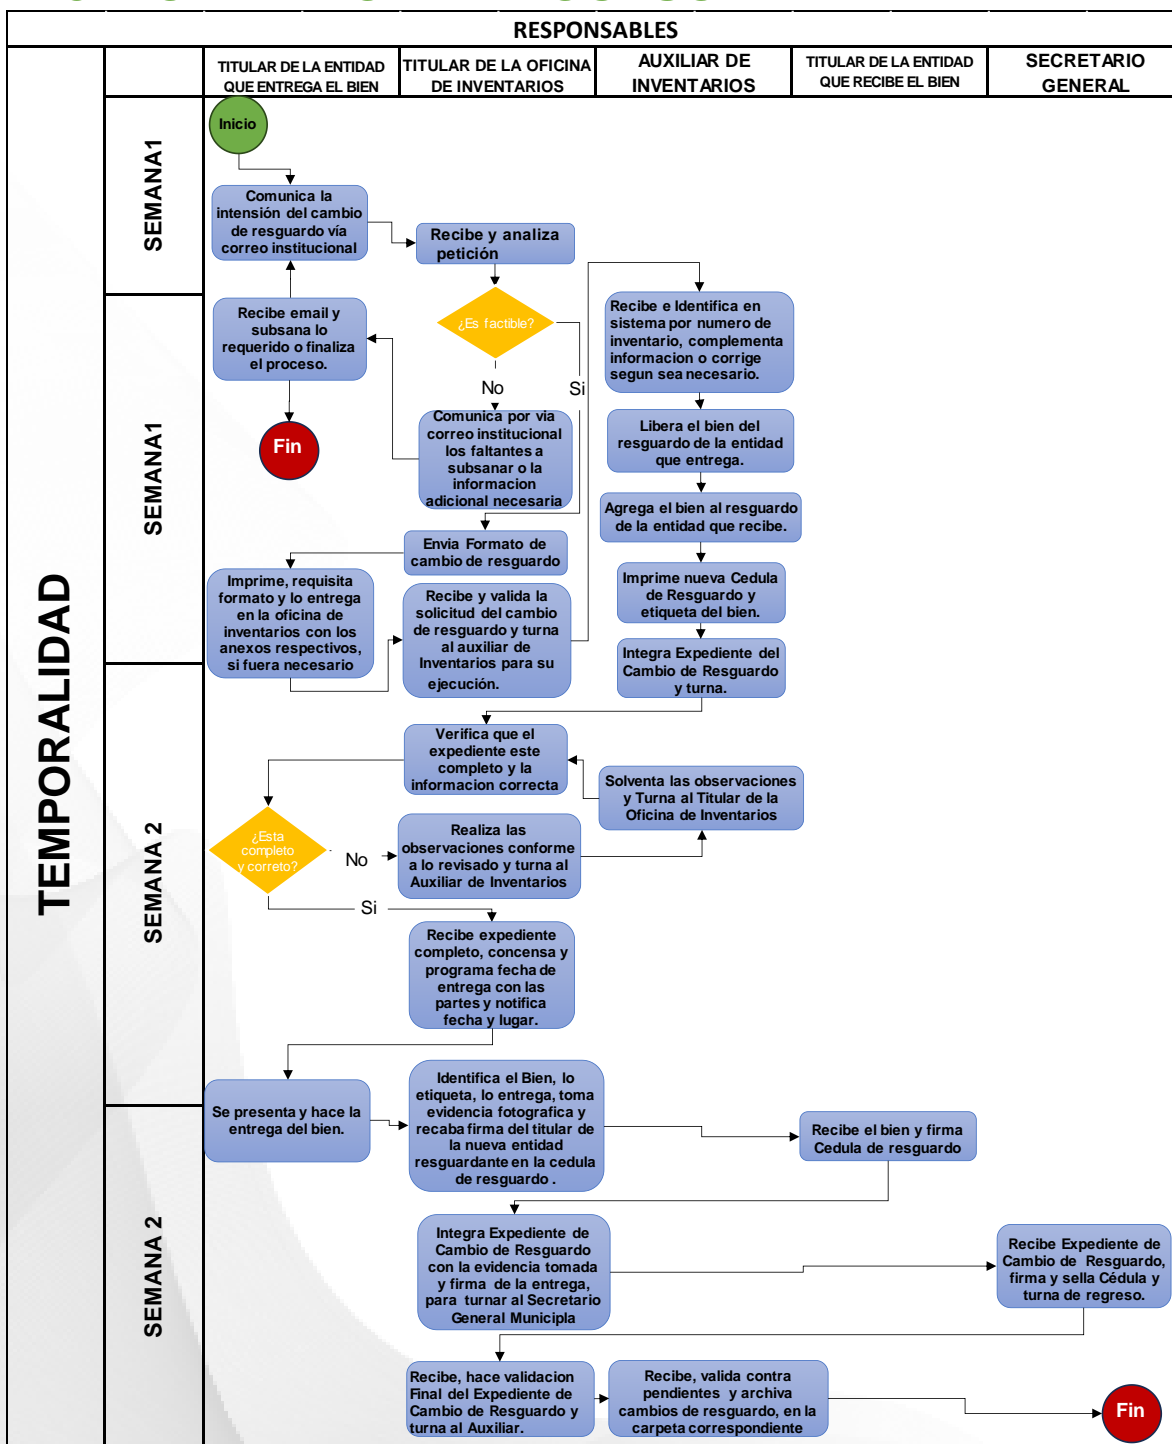 RESPONSABLES
TITULAR DE LA ENTIDAD
QUE ENTREGA EL BIEN
TITULAR DE LA OFICINA
DE INVENTARIOS
AUXILIAR DE
INVENTARIOS
TITULAR DE LA ENTIDAD
QUE RECIBE EL BIEN
SECRETARIO
GENERAL
TEMPORALIDAD
SEMANA1
Inicio
Comunica la
intensión del cambio
de resguardo vía
correo institucional
Recibe y analiza
petición
SEMANA1
¿Es factible?
No
Si
Recibe email y
subsana lo
requerido o finaliza
el proceso.
Fin
Comunica por via
correo institucional
los faltantes a
subsanar o la
informacion
adicional necesaria
Recibe e Identifica en
sistema por numero de
inventario, complementa
informacion o corrige
segun sea necesario.
Libera el bien del
resguardo de la entidad
que entrega.
Agrega el bien al resguardo
de la entidad que recibe.
Envia Formato de
cambio de resguardo
Imprime, requisita
formato y lo entrega
en la oficina de
inventarios con los
anexos respectivos,
si fuera necesario
Recibe y valida la
solicitud del cambio
de resguardo y turna
al auxiliar de
Inventarios para su
ejecución.
Imprime nueva Cedula
de Resguardo y
etiqueta del bien.
Integra Expediente del
Cambio de Resguardo
y turna.
SEMANA 2
Verifica que el
expediente este
completo y la
informacion correcta
Solventa las observaciones
y Turna al Titular de la
Oficina de Inventarios
¿Esta
completo
y correto?
No
Si
Realiza las
observaciones conforme
a lo revisado y turna al
Auxiliar de Inventarios
Recibe expediente
completo, concensa y
programa fecha de
entrega con las
partes y notifica
fecha y lugar.
SEMANA 2
Se presenta y hace la
entrega del bien.
Identifica el Bien, lo
etiqueta, lo entrega, toma
evidencia fotografica y
recaba firma del titular de
la nueva entidad
resguardante en la cedula
de resguardo .
Recibe el bien y firma
Cedula de resguardo
Integra Expediente de
Cambio de Resguardo
con la evidencia tomada
y firma de la entrega,
para turnar al Secretario
General Municipla
Recibe Expediente de
Cambio de Resguardo,
firma y sella Cédula y
turna de regreso.
Recibe, hace validacion
Final del Expediente de
Cambio de Resguardo y
turna al Auxiliar.
Recibe, valida contra
pendientes y archiva
cambios de resguardo, en la
carpeta correspondiente
Fin